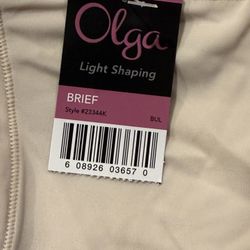 Olga
Light Shaping
BRIEF
Style #23344K BUL
6 08926 03657 0